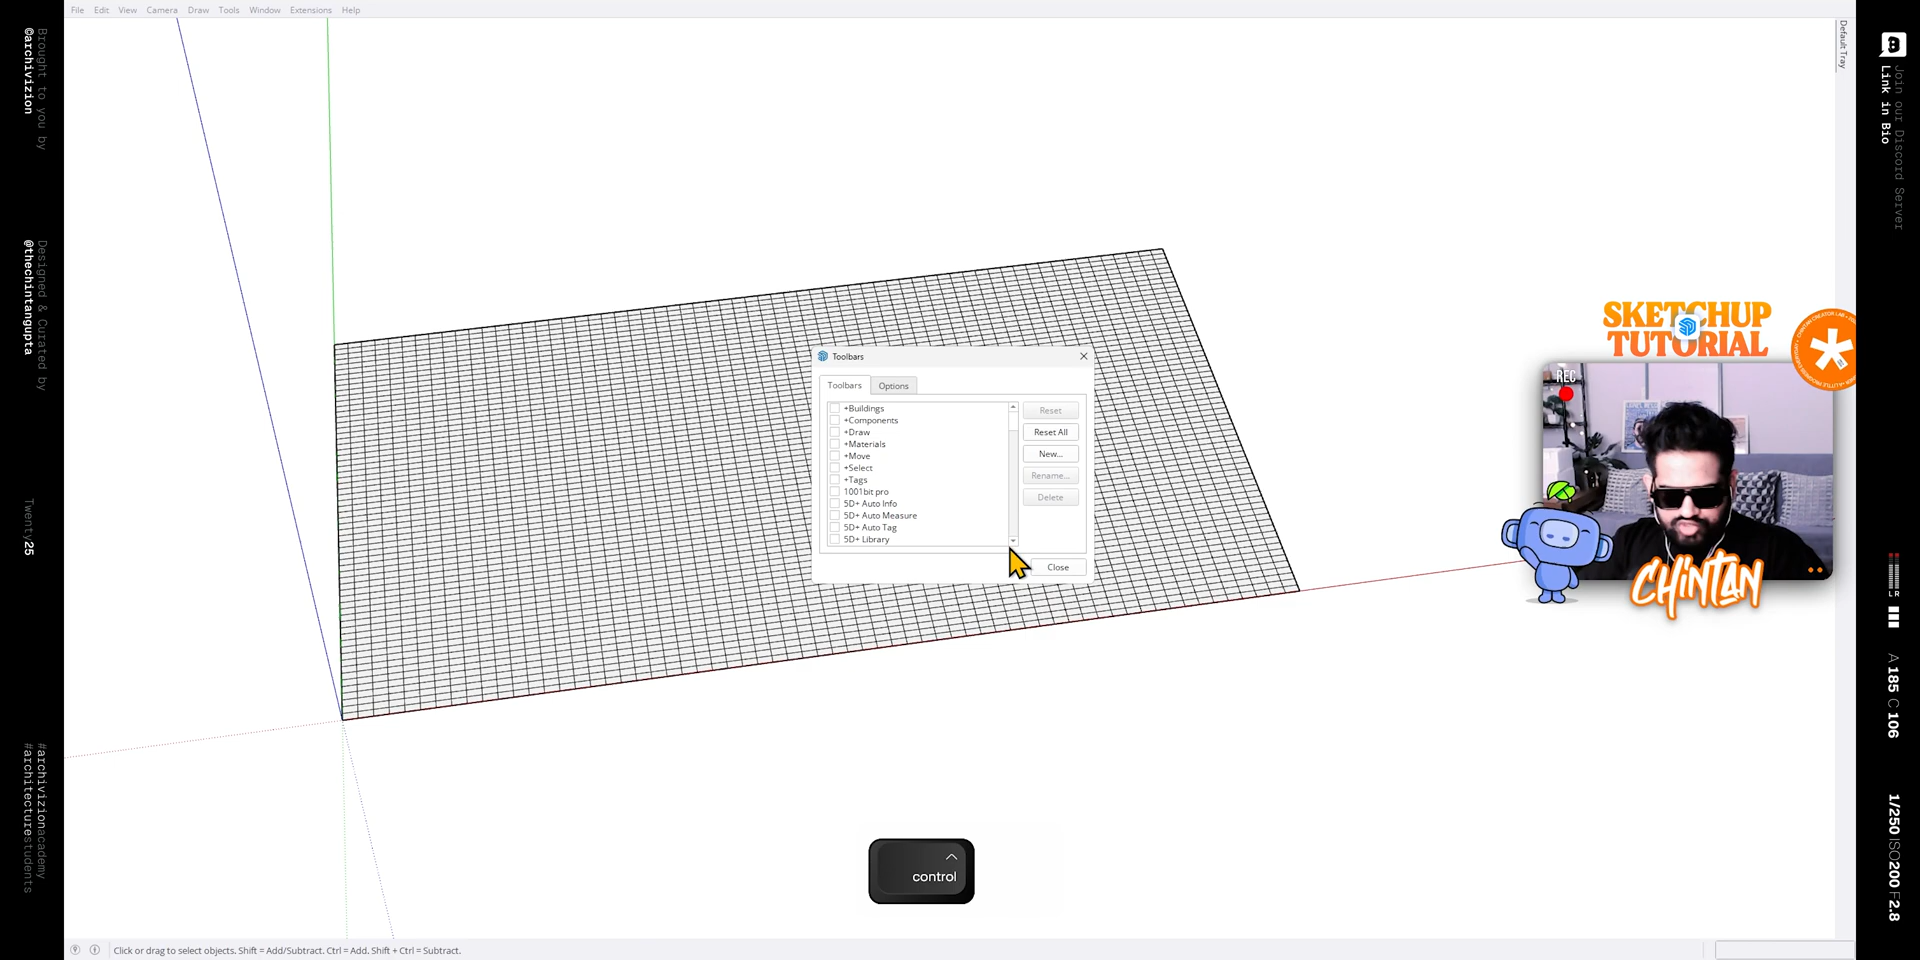 File Edit View Camera Draw Tools Window Extensions Help
Default Tray
Brought to you by
@archivizion
Designed & Curated by
@thechintangupta
Twenty25
#archivizionacademy
#architecturestudents
Toolbars
Toolbars Options
+Buildings
+Components
+Draw
+Materials
+Move
+Select
+Tags
1001bit pro
5D+ Auto Info
5D+ Auto Measure
5D+ Auto Tag
5D+ Library
Reset
Reset All
New...
Rename...
Delete
Close
control
SKETCHUP
TUTORIAL
REC
CHINTAN
Join our Discord Server
Link in Bio
L R
A 185 C 106
1/250 ISO200 F2.8
Click or drag to select objects. Shift = Add/Subtract. Ctrl = Add. Shift + Ctrl = Subtract.